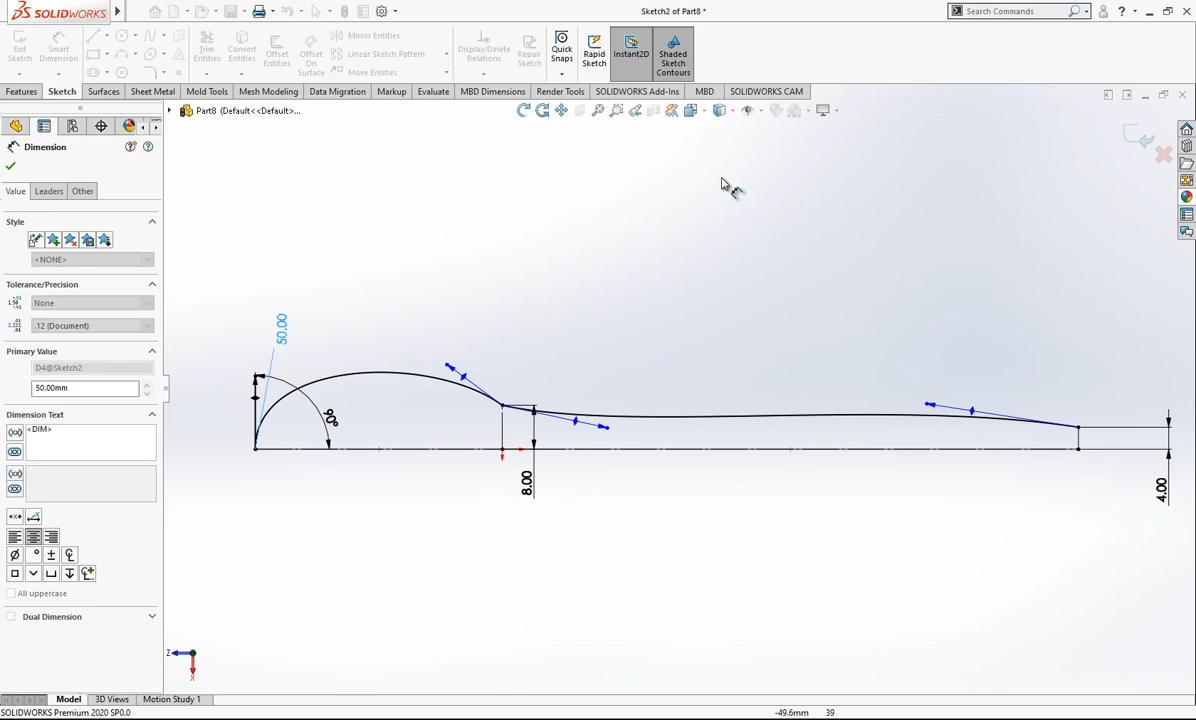 SOLIDWORKS
Sketch2 of Part8 *
Search Commands
Exit Sketch
Smart Dimension
Trim Entities
Convert Entities
Offset Entities
Offset On Surface
Mirror Entities
Linear Sketch Pattern
Move Entities
Display/Delete Relations
Repair Sketch
Quick Snaps
Rapid Sketch
Instant2D
Shaded Sketch Contours
Features
Sketch
Surfaces
Sheet Metal
Mold Tools
Mesh Modeling
Data Migration
Markup
Evaluate
MBD Dimensions
Render Tools
SOLIDWORKS Add-Ins
MBD
SOLIDWORKS CAM
Part8 (Default<<Default>...
Dimension
Value
Leaders
Other
Style
<NONE>
Tolerance/Precision
None
.12 (Document)
Primary Value
D4@Sketch2
50.00mm
Dimension Text
<DIM>
All uppercase
Dual Dimension
50.00
90°
8.00
4.00
Z
X
Model
3D Views
Motion Study 1
SOLIDWORKS Premium 2020 SP0.0
-49.6mm
39